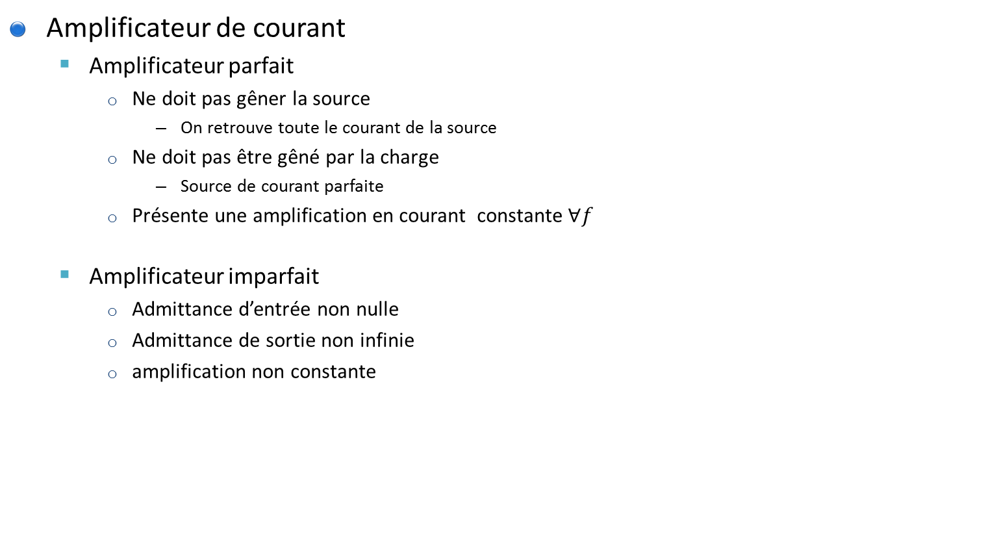 Amplificateur de courant
Amplificateur parfait
Ne doit pas gêner la source
– On retrouve toute le courant de la source
Ne doit pas être gêné par la charge
– Source de courant parfaite
Présente une amplification en courant  constante ∀𝑓
Amplificateur imparfait
Admittance d’entrée non nulle
Admittance de sortie non infinie
amplification non constante